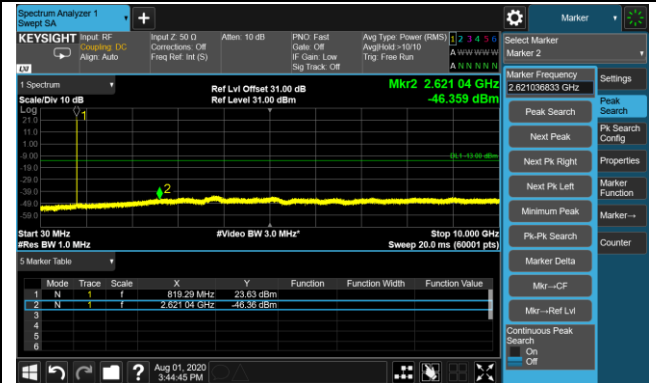 Spectrum Analyzer 1
Swept SA
Marker
KEYSIGHT
Input: RF
Coupling: DC
Align: Auto
Input Z: 50 Ω
Corrections: Off
Freq Ref: Int (S)
Atten: 10 dB
PNO: Fast
Gate: Off
IF Gain: Low
Sig Track: Off
Avg Type: Power (RMS)
Avg|Hold:>10/10
Trig: Free Run
1 2 3 4 5 6
A W W W W W
A N N N N N
LXI
1 Spectrum
Scale/Div 10 dB
Ref Lvl Offset 31.00 dB
Ref Level 31.00 dBm
Mkr2 2.621 04 GHz
-46.359 dBm
Log
21.0
11.0
1.00
-9.00
-19.0
-29.0
-39.0
-49.0
-59.0
1
2
DL1 -13.00 dBm
Start 30 MHz
#Res BW 1.0 MHz
#Video BW 3.0 MHz*
Stop 10.000 GHz
Sweep 20.0 ms (60001 pts)
5 Marker Table
Mode Trace Scale X Y Function Function Width Function Value
1 N 1 f 819.29 MHz 23.63 dBm
2 N 1 f 2.621 04 GHz -46.36 dBm
3
4
5
6
Aug 01, 2020
3:44:45 PM
Select Marker
Marker 2
Marker Frequency
2.621036833 GHz
Peak Search
Next Peak
Next Pk Right
Next Pk Left
Minimum Peak
Pk-Pk Search
Marker Delta
Mkr→CF
Mkr→Ref Lvl
Continuous Peak
Search
On
Off
Settings
Peak
Search
Pk Search
Config
Properties
Marker
Function
Marker→
Counter